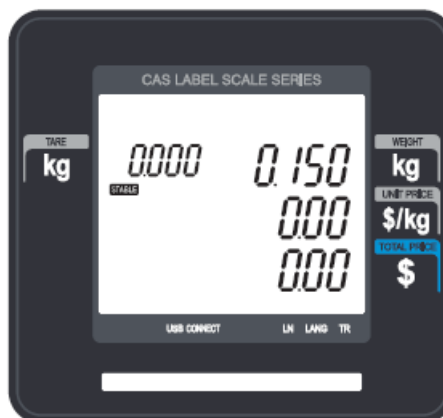 CAS LABEL SCALE SERIES
TARE
kg
0.000
STABLE
0.150
0.00
0.00
WEIGHT
kg
UNIT PRICE
$/kg
TOTAL PRICE
$
USB CONNECT
LN LANG TR